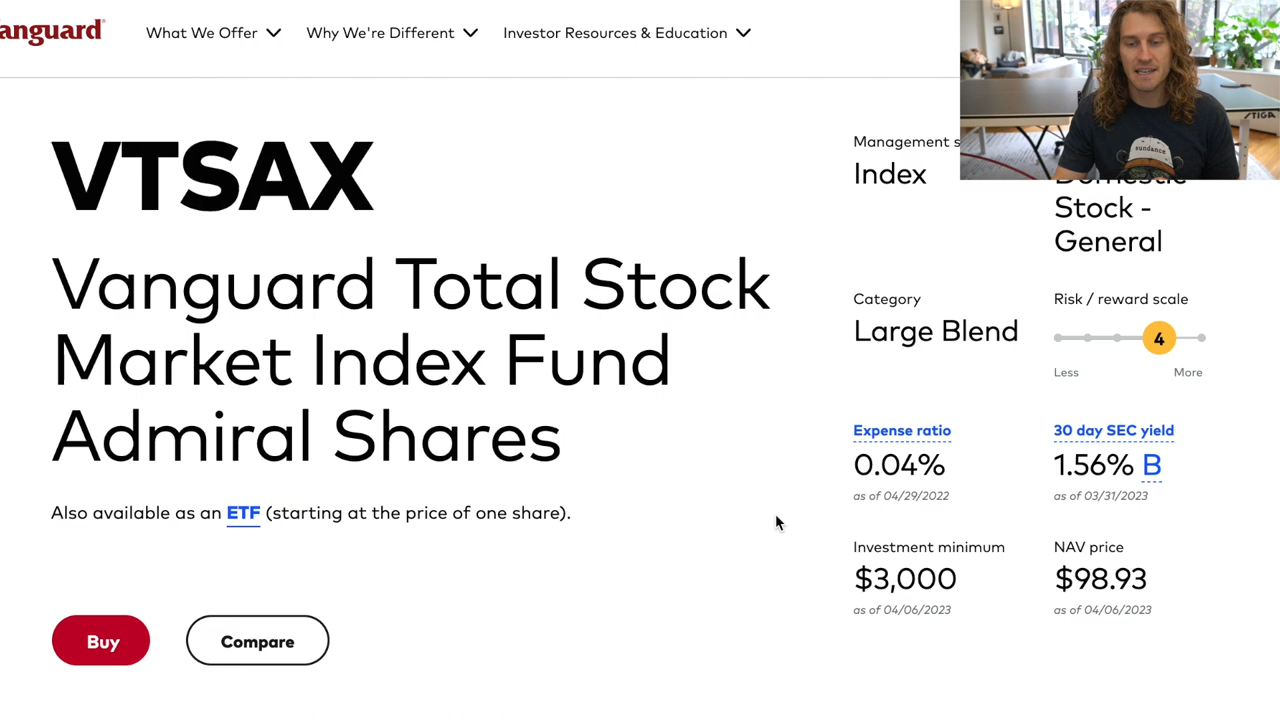 anguard
What We Offer Why We're Different Investor Resources & Education
VTSAX
Vanguard Total Stock
Market Index Fund
Admiral Shares
Also available as an ETF (starting at the price of one share).
Buy Compare
Management s
Index
Domestic
Stock -
General
Category
Large Blend
Risk / reward scale
4
Less More
Expense ratio
0.04%
as of 04/29/2022
30 day SEC yield
1.56% B
as of 03/31/2023
Investment minimum
$3,000
as of 04/06/2023
NAV price
$98.93
as of 04/06/2023
STIGA
sundance